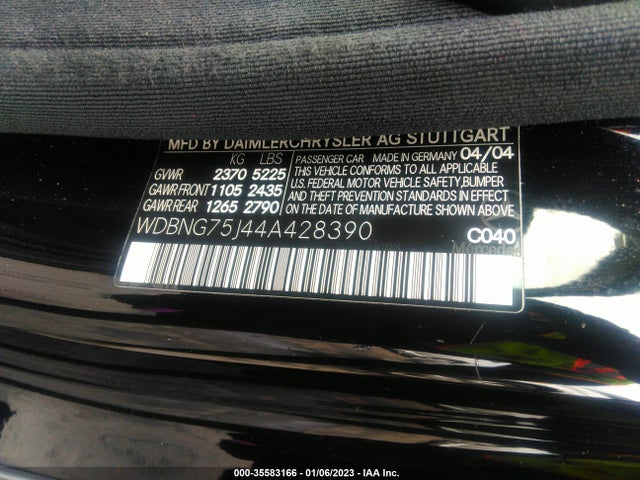 MFD BY DAIMLERCHRYSLER AG STUTTGART
KG LBS
GVWR 2370 5225
GAWR FRONT 1105 2435
GAWR REAR 1265 2790
PASSENGER CAR MADE IN GERMANY 04/04
THIS VEHICLE CONFORMS TO ALL APPLICABLE
U.S. FEDERAL MOTOR VEHICLE SAFETY, BUMPER
AND THEFT PREVENTION STANDARDS IN EFFECT
ON THE DATE OF MANUFACTURE SHOWN ABOVE.
WDBNG75J44A428390
C040
000-35583166 - 01/06/2023 - IAA Inc.